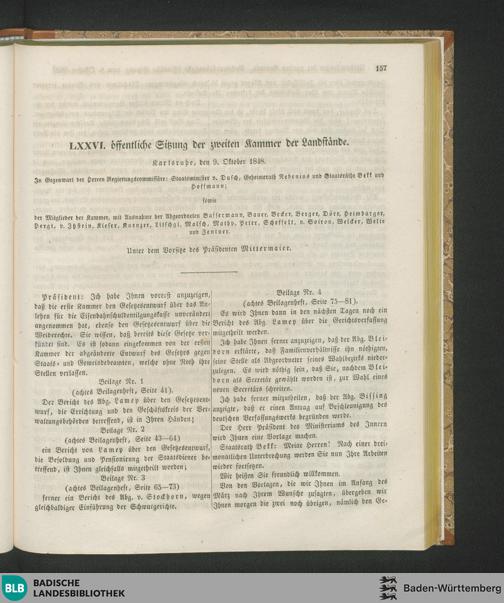 157
LXXVI. öffentliche Sitzung der zweiten Kammer der Landstände.
Karlsruhe, den 9. Oktober 1848.
In Gegenwart der Herren Regierungskommissäre: Staatsminister v. Dusch, Geheimerath Nebenius und Staatsräthe Bekk und
Hoffmann;
sowie
der Mitglieder der Kammer, mit Ausnahme der Abgeordneten Bassermann, Bauer, Becker, Berger, Dörr, Heimburger,
Hergt, v. Itzstein, Kiefer, Kuenzer, Litschgi, Malsch, Mathy, Peter, Scheffelt, v. Soiron, Welcker, Welte
und Zentner.
Unter dem Vorsitze des Präsidenten Mittermaier.
Präsident: Ich habe Ihnen vorerst anzuzeigen,
daß die erste Kammer den Gesetzesentwurf über das An-
lehen für die Eisenbahnschuldentilgungskasse unverändert
angenommen hat, ebenso den Gesetzesentwurf über die
Weiderechte. Sie wissen, daß bereits diese Gesetze ver-
kündet sind. Es ist sodann eingekommen von der ersten
Kammer der abgeänderte Entwurf des Gesetzes gegen
Staats- und Gemeindebeamten, welche ohne Noth ihre
Stellen verlassen.
Beilage Nr. 1
(achtes Beilagenheft, Seite 41).
Der Bericht des Abg. Lamey über den Gesetzesent-
wurf, die Errichtung und den Geschäftskreis der Ver-
waltungsbehörden betreffend, ist in Ihren Händen;
Beilage Nr. 2
(achtes Beilagenheft, Seite 43—64)
ein Bericht von Lamey über den Gesetzesentwurf,
die Besoldung und Pensionirung der Staatsdiener be-
treffend, ist Ihnen gleichfalls mitgetheilt worden;
Beilage Nr. 3
(achtes Beilagenheft, Seite 65—73)
ferner ein Bericht des Abg. v. Stockhorn, wegen
gleichbaldiger Einführung der Schwurgerichte.
Beilage Nr. 4
(achtes Beilagenheft, Seite 75—81).
Es wird Ihnen dann in den nächsten Tagen noch ein
Bericht des Abg. Lamey über die Gerichtsverfassung
mitgetheilt werden.
Ich habe Ihnen ferner anzuzeigen, daß der Abg. Blei-
horn erklärte, daß Familienverhältnisse ihn nöthigten,
seine Stelle als Abgeordneter seines Wahlbezirks nieder-
zulegen. Es wird nöthig sein, daß Sie, nachdem Blei-
horn als Secretär gewählt worden ist, zur Wahl eines
neuen Secretärs schreiten.
Ich habe ferner mitzutheilen, daß der Abg. Bissing
anzeigte, daß er einen Antrag auf Beschleunigung des
deutschen Verfassungswerks begründen werde.
Der Herr Präsident des Ministeriums des Innern
wird Ihnen eine Vorlage machen.
Staatsrath Bekk: Meine Herren! Nach einer drei-
monatlichen Unterbrechung werden Sie nun Ihre Arbeiten
wieder fortsetzen.
Wir heißen Sie freundlich willkommen.
Von den Vorlagen, die wir Ihnen im Anfang des
März nach Ihrem Wunsche zusagten, übergeben wir
Ihnen morgen die zwei noch übrigen, nämlich den Ge-
BLB BADISCHE
LANDESBIBLIOTHEK
Baden-Württemberg